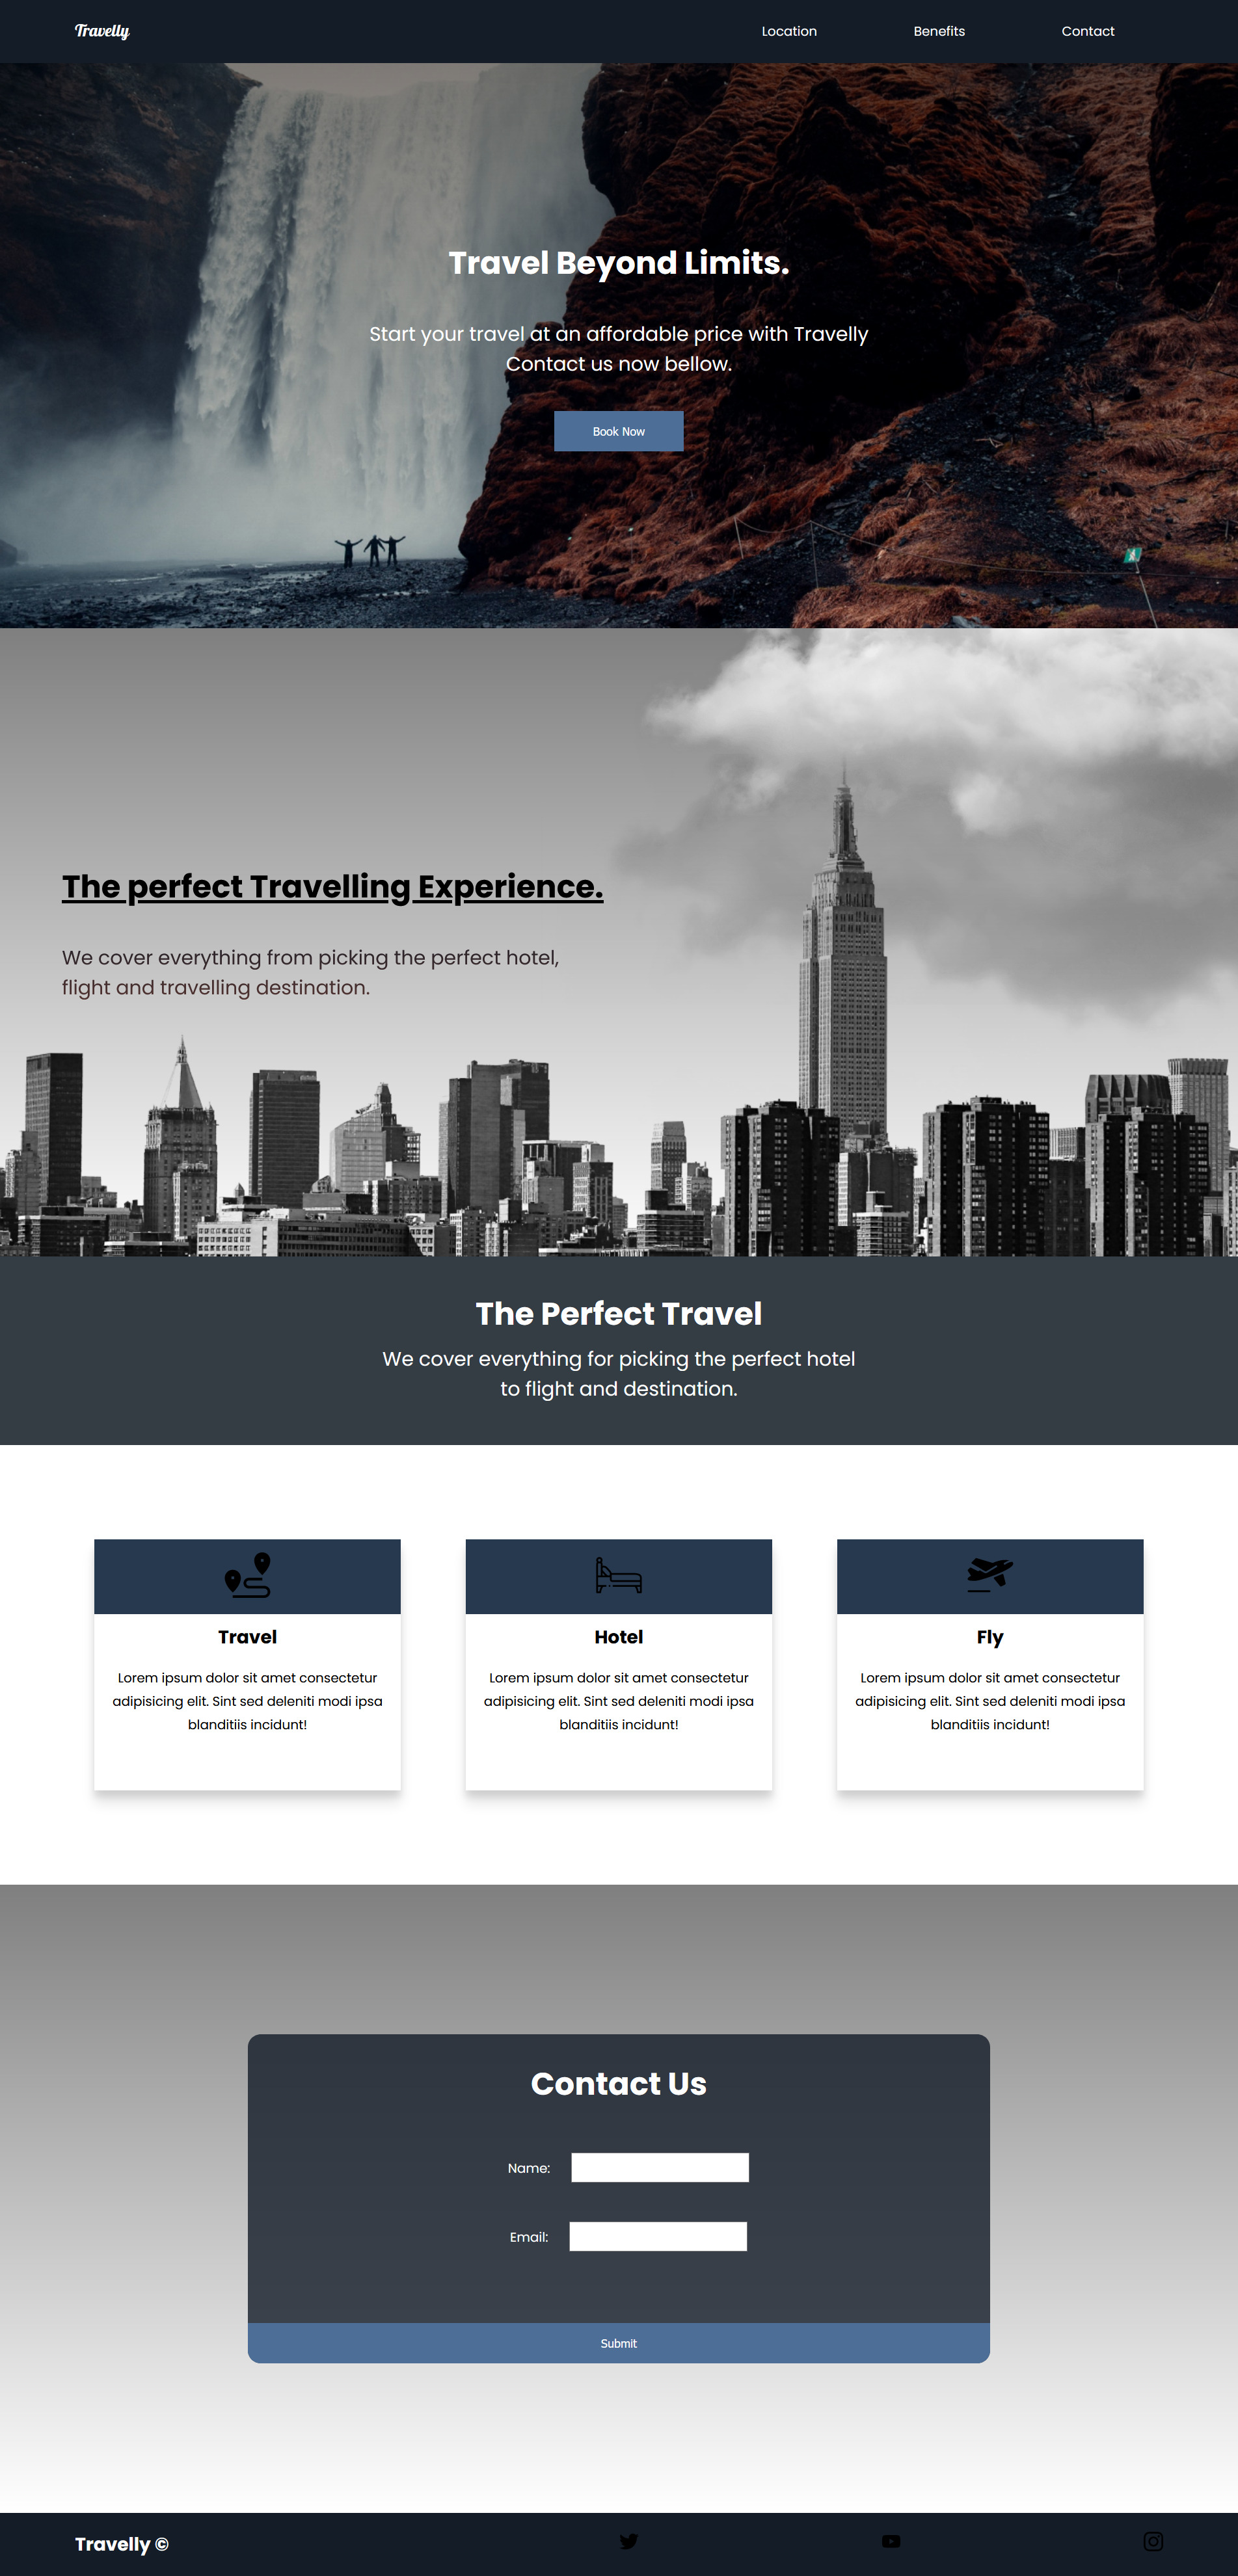 Travelly
Location
Benefits
Contact
Travel Beyond Limits.
Start your travel at an affordable price with Travelly
Contact us now bellow.
Book Now
The perfect Travelling Experience.
We cover everything from picking the perfect hotel,
flight and travelling destination.
The Perfect Travel
We cover everything for picking the perfect hotel
to flight and destination.
Travel
Lorem ipsum dolor sit amet consectetur
adipisicing elit. Sint sed deleniti modi ipsa
blanditiis incidunt!
Hotel
Lorem ipsum dolor sit amet consectetur
adipisicing elit. Sint sed deleniti modi ipsa
blanditiis incidunt!
Fly
Lorem ipsum dolor sit amet consectetur
adipisicing elit. Sint sed deleniti modi ipsa
blanditiis incidunt!
Contact Us
Name:
Email:
Submit
Travelly ©